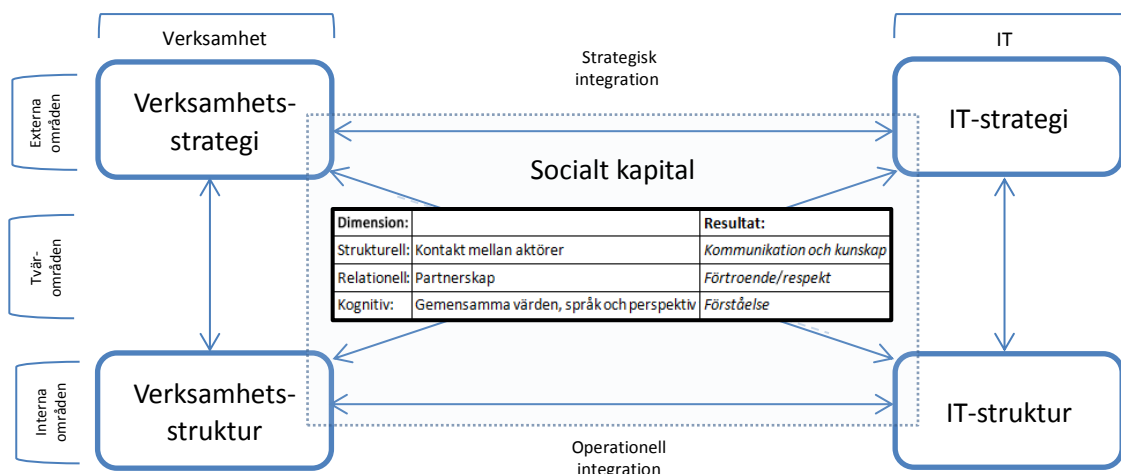 Verksamhet
IT
Strategisk
integration
Externa
områden
Verksamhets-
strategi
IT-strategi
Socialt kapital
Tvär-
områden
Dimension: Resultat:
Strukturell: Kontakt mellan aktörer Kommunikation och kunskap
Relationell: Partnerskap Förtroende/respekt
Kognitiv: Gemensamma värden, språk och perspektiv Förståelse
Interna
områden
Verksamhets-
struktur
IT-struktur
Operationell
integration